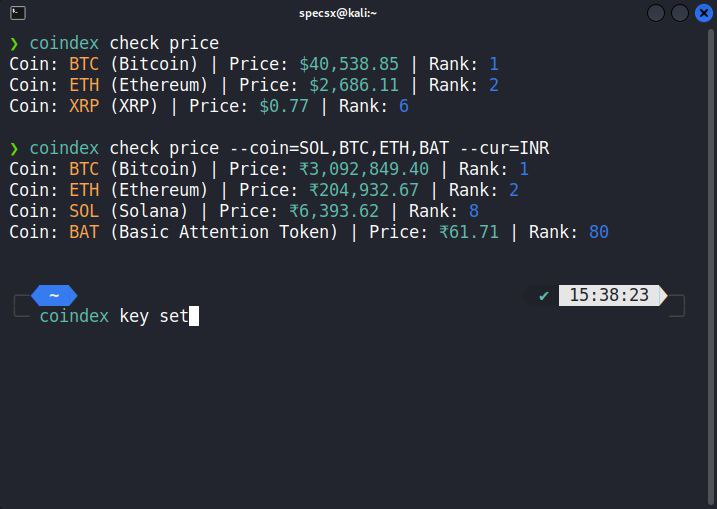 specsx@kali:~
❯ coindex check price
Coin: BTC (Bitcoin) | Price: $40,538.85 | Rank: 1
Coin: ETH (Ethereum) | Price: $2,686.11 | Rank: 2
Coin: XRP (XRP) | Price: $0.77 | Rank: 6
❯ coindex check price --coin=SOL,BTC,ETH,BAT --cur=INR
Coin: BTC (Bitcoin) | Price: ₹3,092,849.40 | Rank: 1
Coin: ETH (Ethereum) | Price: ₹204,932.67 | Rank: 2
Coin: SOL (Solana) | Price: ₹6,393.62 | Rank: 8
Coin: BAT (Basic Attention Token) | Price: ₹61.71 | Rank: 80
~ ✔ 15:38:23
coindex key set